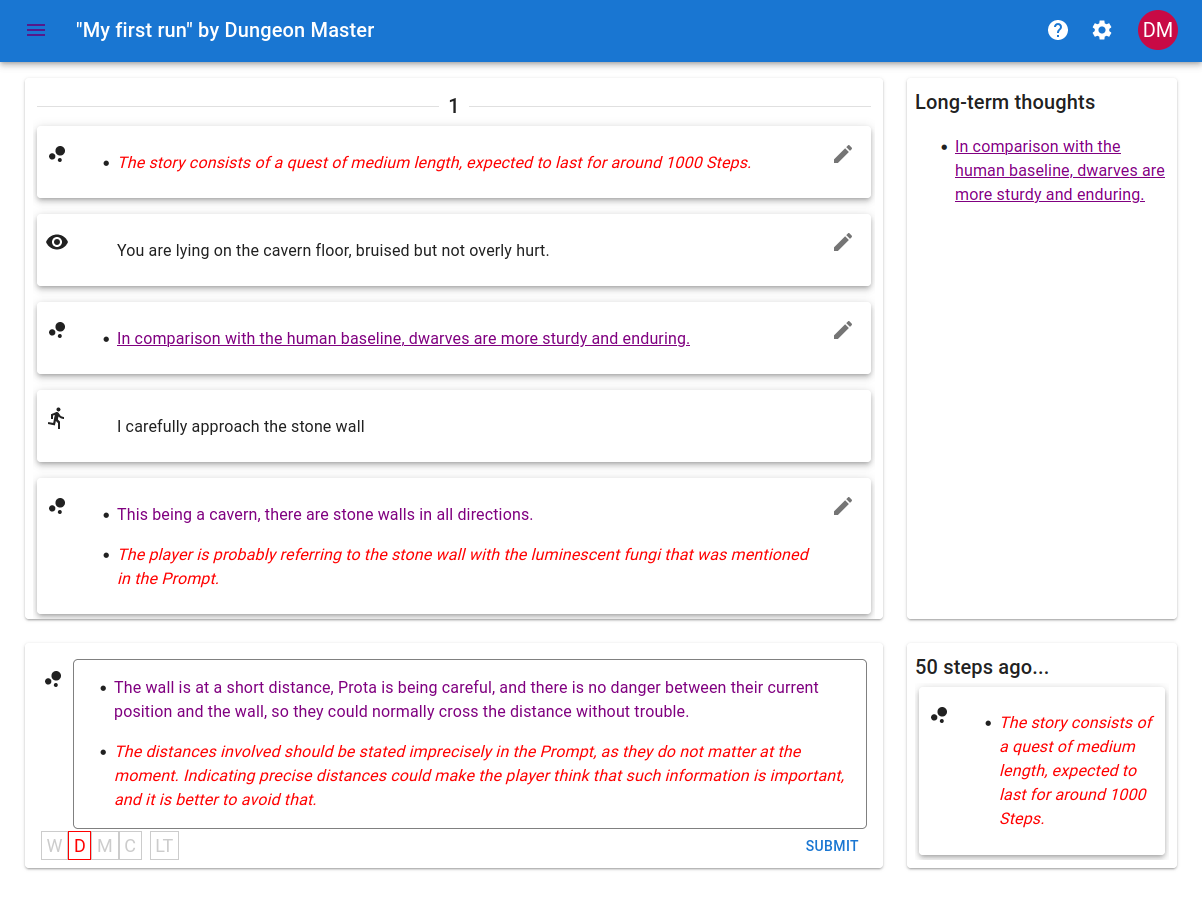 "My first run" by Dungeon Master
DM
1
The story consists of a quest of medium length, expected to last for around 1000 Steps.
You are lying on the cavern floor, bruised but not overly hurt.
In comparison with the human baseline, dwarves are more sturdy and enduring.
I carefully approach the stone wall
This being a cavern, there are stone walls in all directions.
The player is probably referring to the stone wall with the luminescent fungi that was mentioned
in the Prompt.
The wall is at a short distance, Prota is being careful, and there is no danger between their current
position and the wall, so they could normally cross the distance without trouble.
The distances involved should be stated imprecisely in the Prompt, as they do not matter at the
moment. Indicating precise distances could make the player think that such information is important,
and it is better to avoid that.
W D M C LT
SUBMIT
Long-term thoughts
In comparison with the
human baseline, dwarves are
more sturdy and enduring.
50 steps ago...
The story consists of
a quest of medium
length, expected to
last for around 1000
Steps.